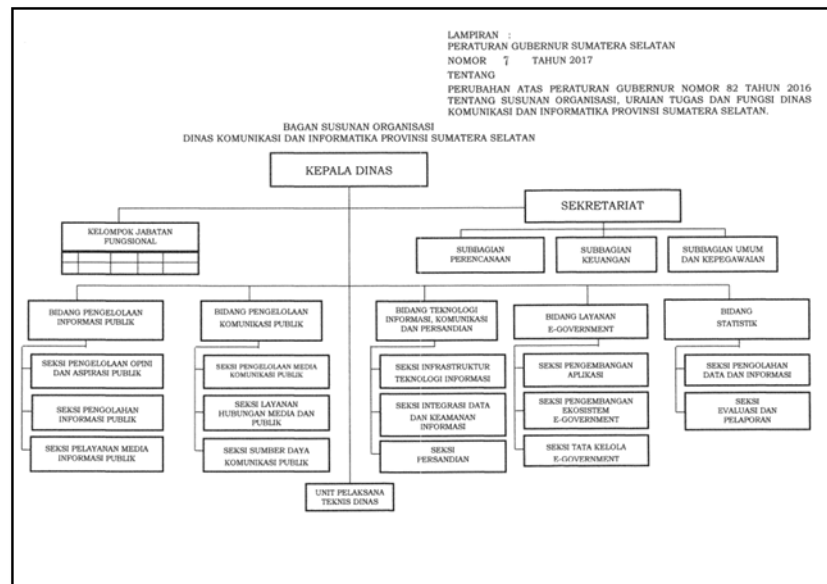 LAMPIRAN :
PERATURAN GUBERNUR SUMATERA SELATAN
NOMOR 7 TAHUN 2017
TENTANG
PERUBAHAN ATAS PERATURAN GUBERNUR NOMOR 82 TAHUN 2016
TENTANG SUSUNAN ORGANISASI, URAIAN TUGAS DAN FUNGSI DINAS
KOMUNIKASI DAN INFORMATIKA PROVINSI SUMATERA SELATAN.
BAGAN SUSUNAN ORGANISASI
DINAS KOMUNIKASI DAN INFORMATIKA PROVINSI SUMATERA SELATAN
KEPALA DINAS
SEKRETARIAT
KELOMPOK JABATAN
FUNGSIONAL
SUBBAGIAN
PERENCANAAN
SUBBAGIAN
KEUANGAN
SUBBAGIAN UMUM
DAN KEPEGAWAIAN
BIDANG PENGELOLAAN
INFORMASI PUBLIK
BIDANG PENGELOLAAN
KOMUNIKASI PUBLIK
BIDANG TEKNOLOGI
INFORMASI, KOMUNIKASI
DAN PERSANDIAN
BIDANG LAYANAN
E-GOVERNMENT
BIDANG
STATISTIK
SEKSI PENGELOLAAN OPINI
DAN ASPIRASI PUBLIK
SEKSI PENGELOLAAN MEDIA
KOMUNIKASI PUBLIK
SEKSI INFRASTRUKTUR
TEKNOLOGI INFORMASI
SEKSI PENGEMBANGAN
APLIKASI
SEKSI PENGOLAHAN
DATA DAN INFORMASI
SEKSI PENGOLAHAN
INFORMASI PUBLIK
SEKSI LAYANAN
HUBUNGAN MEDIA DAN
PUBLIK
SEKSI INTEGRASI DATA
DAN KEAMANAN
INFORMASI
SEKSI PENGEMBANGAN
EKOSISTEM
E-GOVERNMENT
SEKSI
EVALUASI DAN
PELAPORAN
SEKSI PELAYANAN MEDIA
INFORMASI PUBLIK
SEKSI SUMBER DAYA
KOMUNIKASI PUBLIK
SEKSI
PERSANDIAN
SEKSI TATA KELOLA
E-GOVERNMENT
UNIT PELAKSANA
TEKNIS DINAS